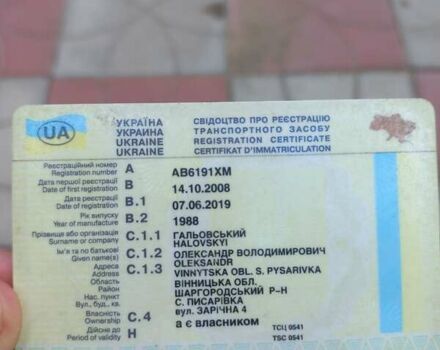 УКРАЇНА СВІДОЦТВО ПРО РЕЄСТРАЦІЮ
УКРАИНА ТРАНСПОРТНОГО ЗАСОБУ
UA UKRAINE REGISTRATION CERTIFICATE
UKRAINE CERTIFIKAT D'IMMATRICULATION
Реєстраційний номер A АВ6191ХМ
Registration number
Дата першої реєстрації B 14.10.2008
Date of first registration
Дата реєстрації B.1 07.06.2019
Date of registration
Рік випуску B.2 1988
Year of manufacture
Прізвище або організація C.1.1 ГАЛЬОВСЬКИЙ
Surname or company HALOVSKYI
Ім'я та по батькові C.1.2 ОЛЕКСАНДР ВОЛОДИМИРОВИЧ
Given name(s) OLEKSANDR
Адреса C.1.3 VINNYTSKA OBL. S. PYSARIVKA
Address
Область ВІННИЦЬКА ОБЛ.
Район ШАРГОРОДСЬКИЙ Р-Н
Нас. пункт С. ПИСАРІВКА
Вул., буд., кв. вул. ЗАРІЧНА 4
Власність C.4 а є власником
Ownership
Дійсне до H ТСЦ 0541
Period of validity TSC 0541